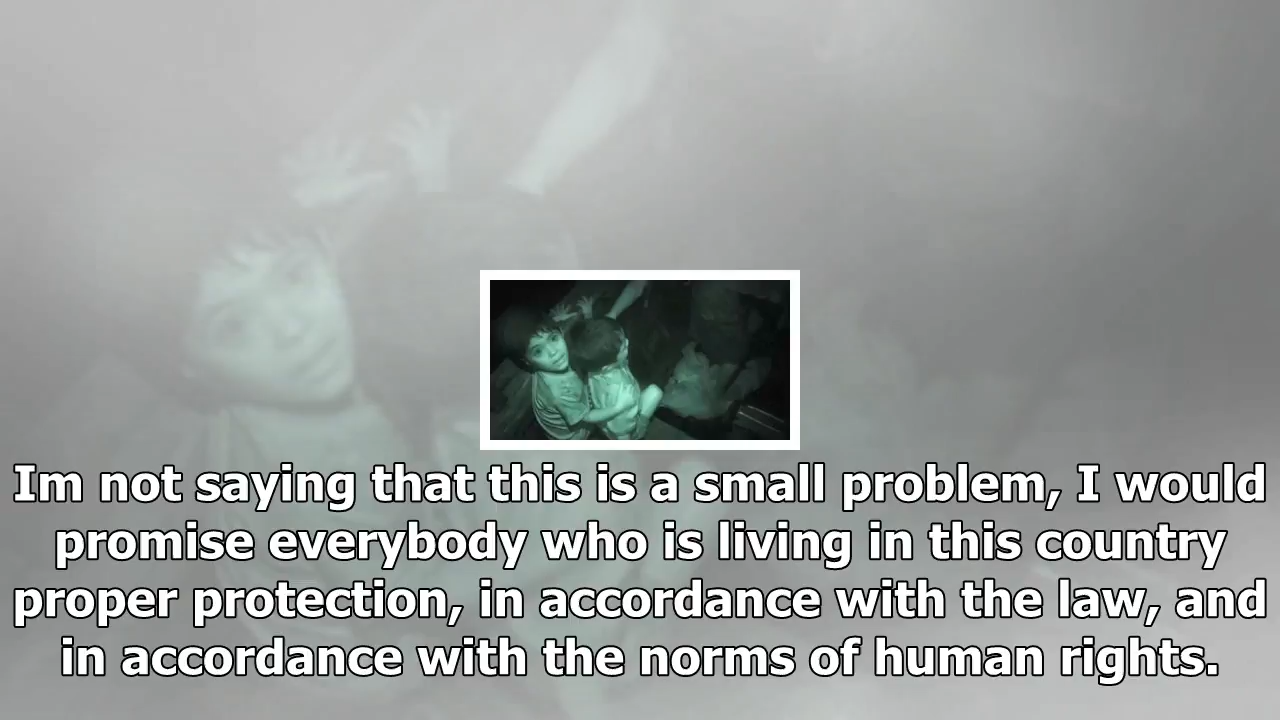 Im not saying that this is a small problem, I would
promise everybody who is living in this country
proper protection, in accordance with the law, and
in accordance with the norms of human rights.